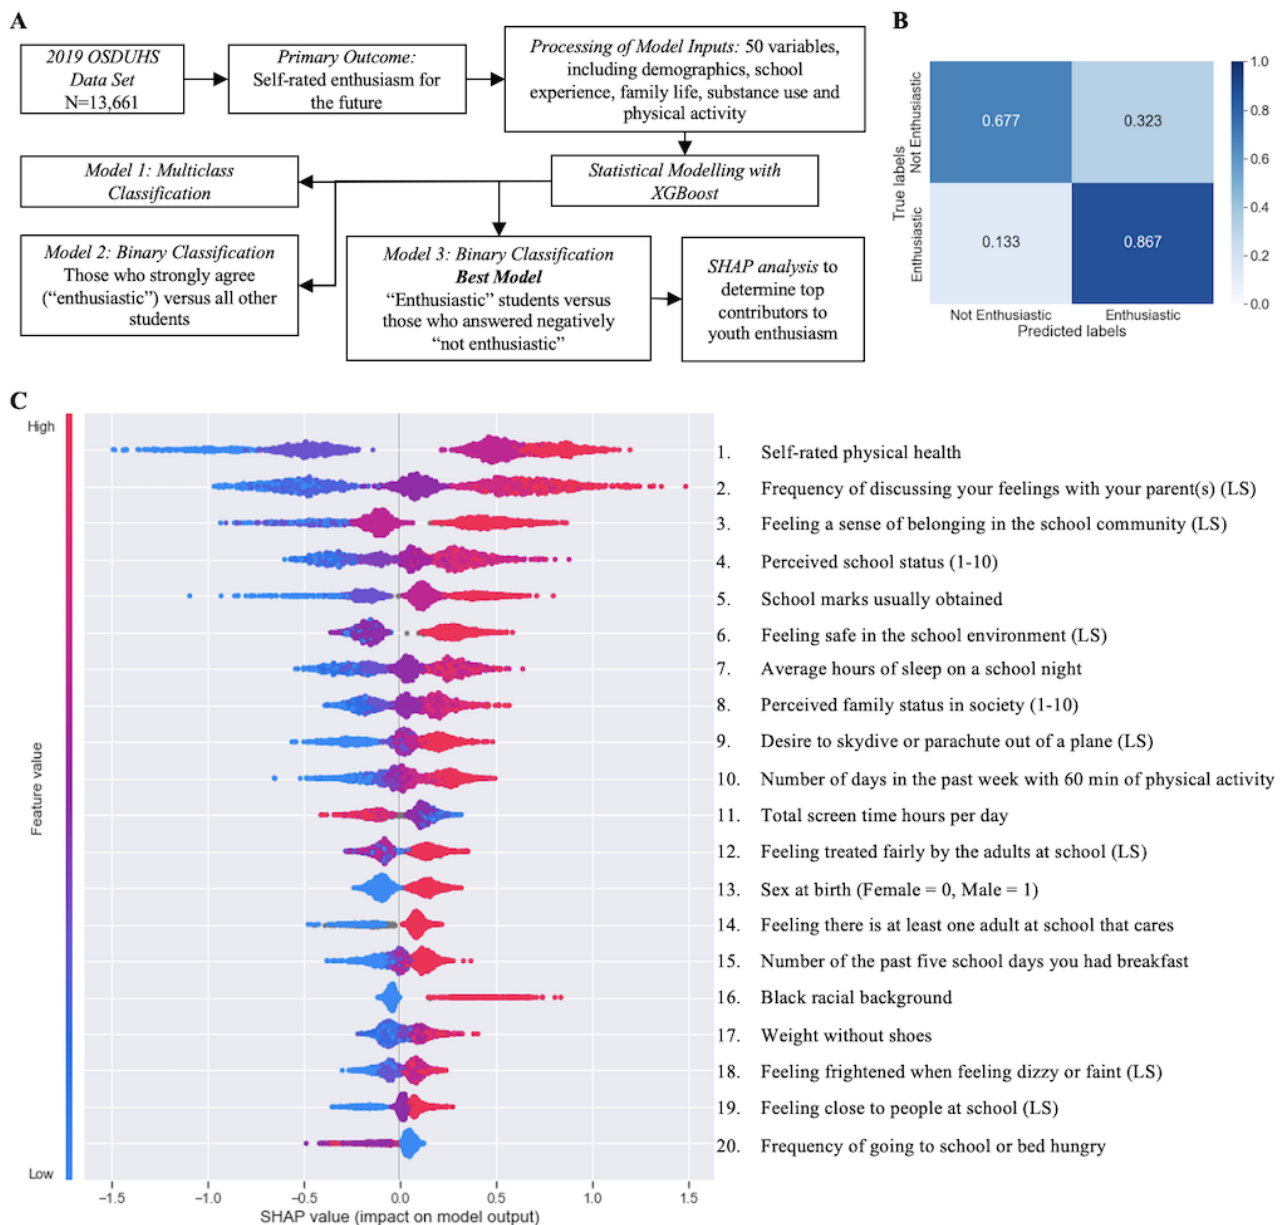 A
2019 OSDUHS
Data Set
N=13,661
Primary Outcome:
Self-rated enthusiasm for
the future
Processing of Model Inputs: 50 variables,
including demographics, school
experience, family life, substance use and
physical activity
Model 1: Multiclass
Classification
Statistical Modelling with
XGBoost
Model 2: Binary Classification
Those who strongly agree
(“enthusiastic”) versus all other
students
Model 3: Binary Classification
Best Model
“Enthusiastic” students versus
those who answered negatively
“not enthusiastic”
SHAP analysis to
determine top
contributors to
youth enthusiasm
B
True labels
Not Enthusiastic
Enthusiastic
0.677 0.323
0.133 0.867
Not Enthusiastic Enthusiastic
Predicted labels
1.0
0.8
0.6
0.4
0.2
0.0
C
High
Feature value
Low
1. Self-rated physical health
2. Frequency of discussing your feelings with your parent(s) (LS)
3. Feeling a sense of belonging in the school community (LS)
4. Perceived school status (1-10)
5. School marks usually obtained
6. Feeling safe in the school environment (LS)
7. Average hours of sleep on a school night
8. Perceived family status in society (1-10)
9. Desire to skydive or parachute out of a plane (LS)
10. Number of days in the past week with 60 min of physical activity
11. Total screen time hours per day
12. Feeling treated fairly by the adults at school (LS)
13. Sex at birth (Female = 0, Male = 1)
14. Feeling there is at least one adult at school that cares
15. Number of the past five school days you had breakfast
16. Black racial background
17. Weight without shoes
18. Feeling frightened when feeling dizzy or faint (LS)
19. Feeling close to people at school (LS)
20. Frequency of going to school or bed hungry
−1.5 −1.0 −0.5 0.0 0.5 1.0 1.5
SHAP value (impact on model output)